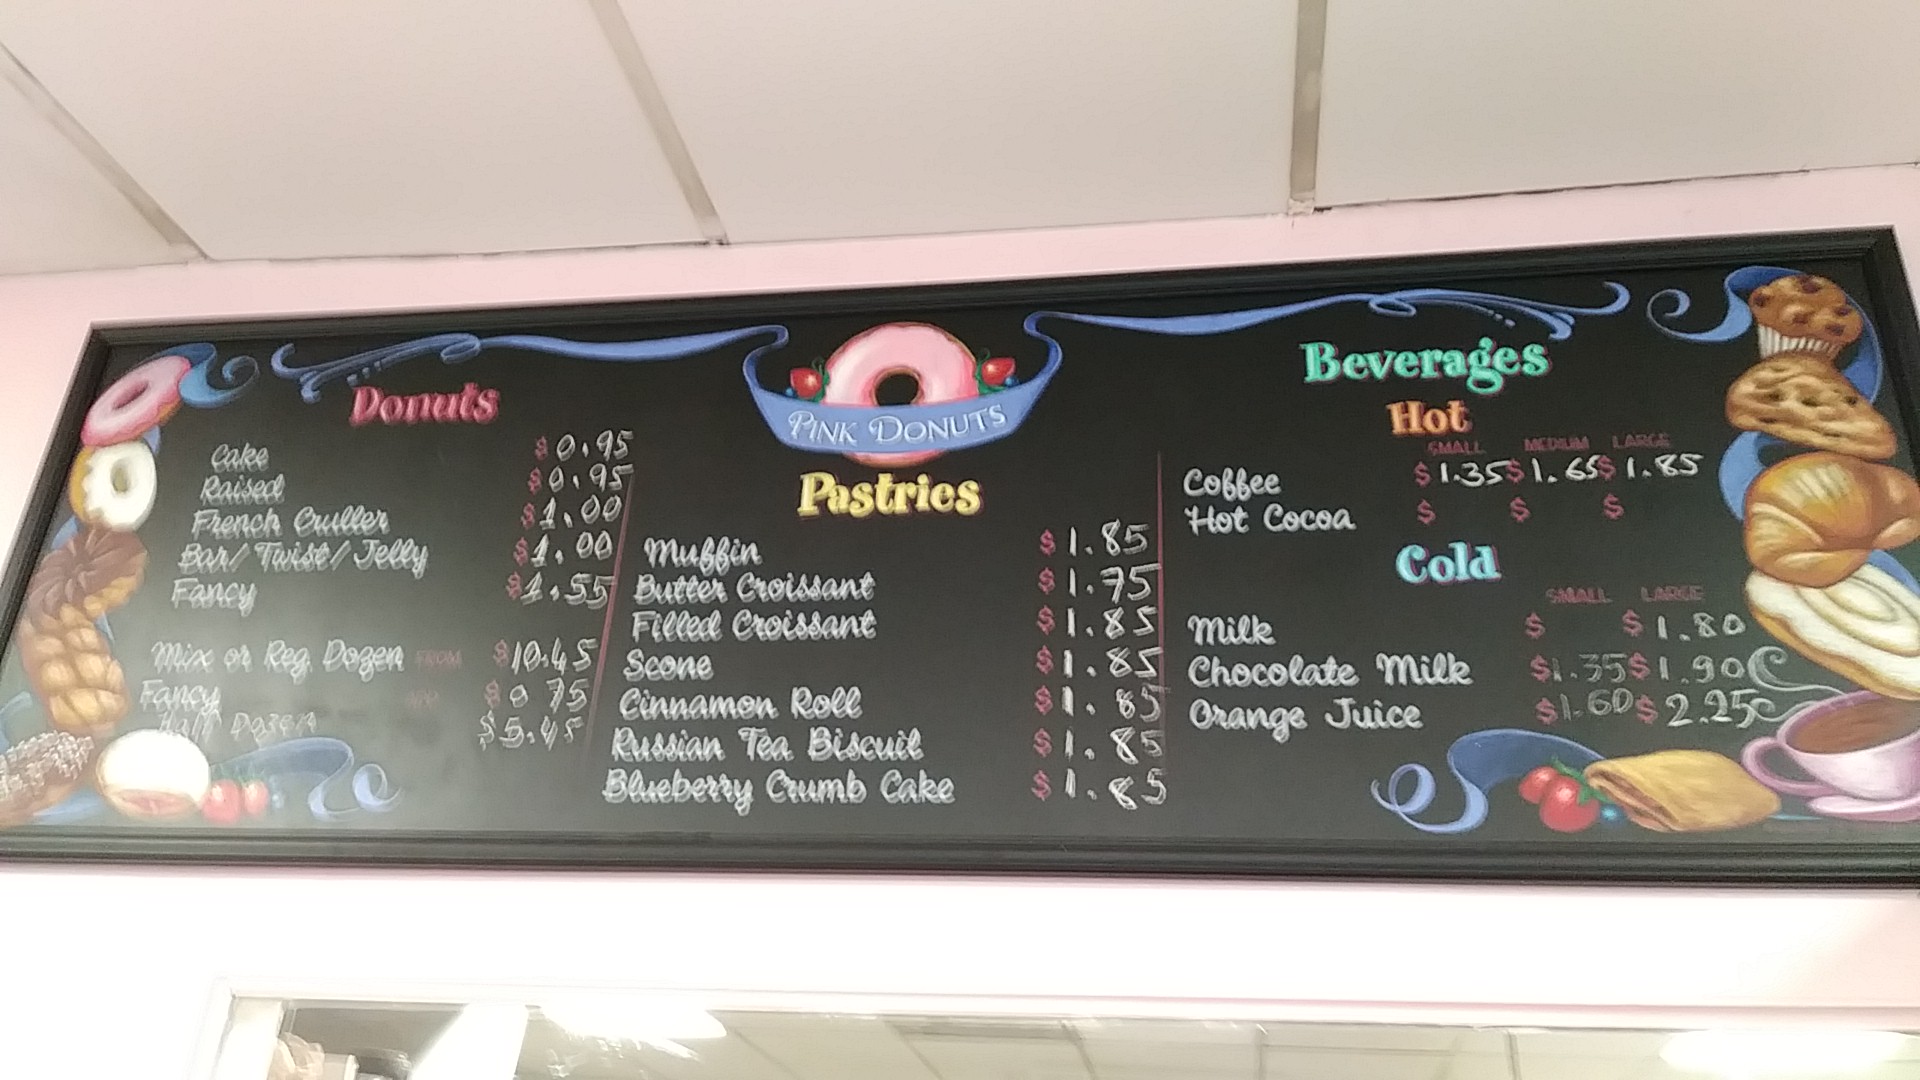 PINK DONUTS
Donuts
Cake $0.95
Raised $0.95
French Cruller $1.00
Bar/Twist/Jelly $1.00
Fancy $1.55
Mix or Reg. Dozen FROM $10.45
Fancy ADD $0 75
Half Dozen $5.45
Pastries
Muffin $1.85
Butter Croissant $1.75
Filled Croissant $1.85
Scone $1.85
Cinnamon Roll $1.85
Russian Tea Biscuit $1.85
Blueberry Crumb Cake $1.85
Beverages
Hot
SMALL MEDIUM LARGE
Coffee $1.35 $1.65 $1.85
Hot Cocoa $ $ $
Cold
SMALL LARGE
Milk $ $1.80
Chocolate Milk $1.35 $1.90
Orange Juice $1.60 $2.25